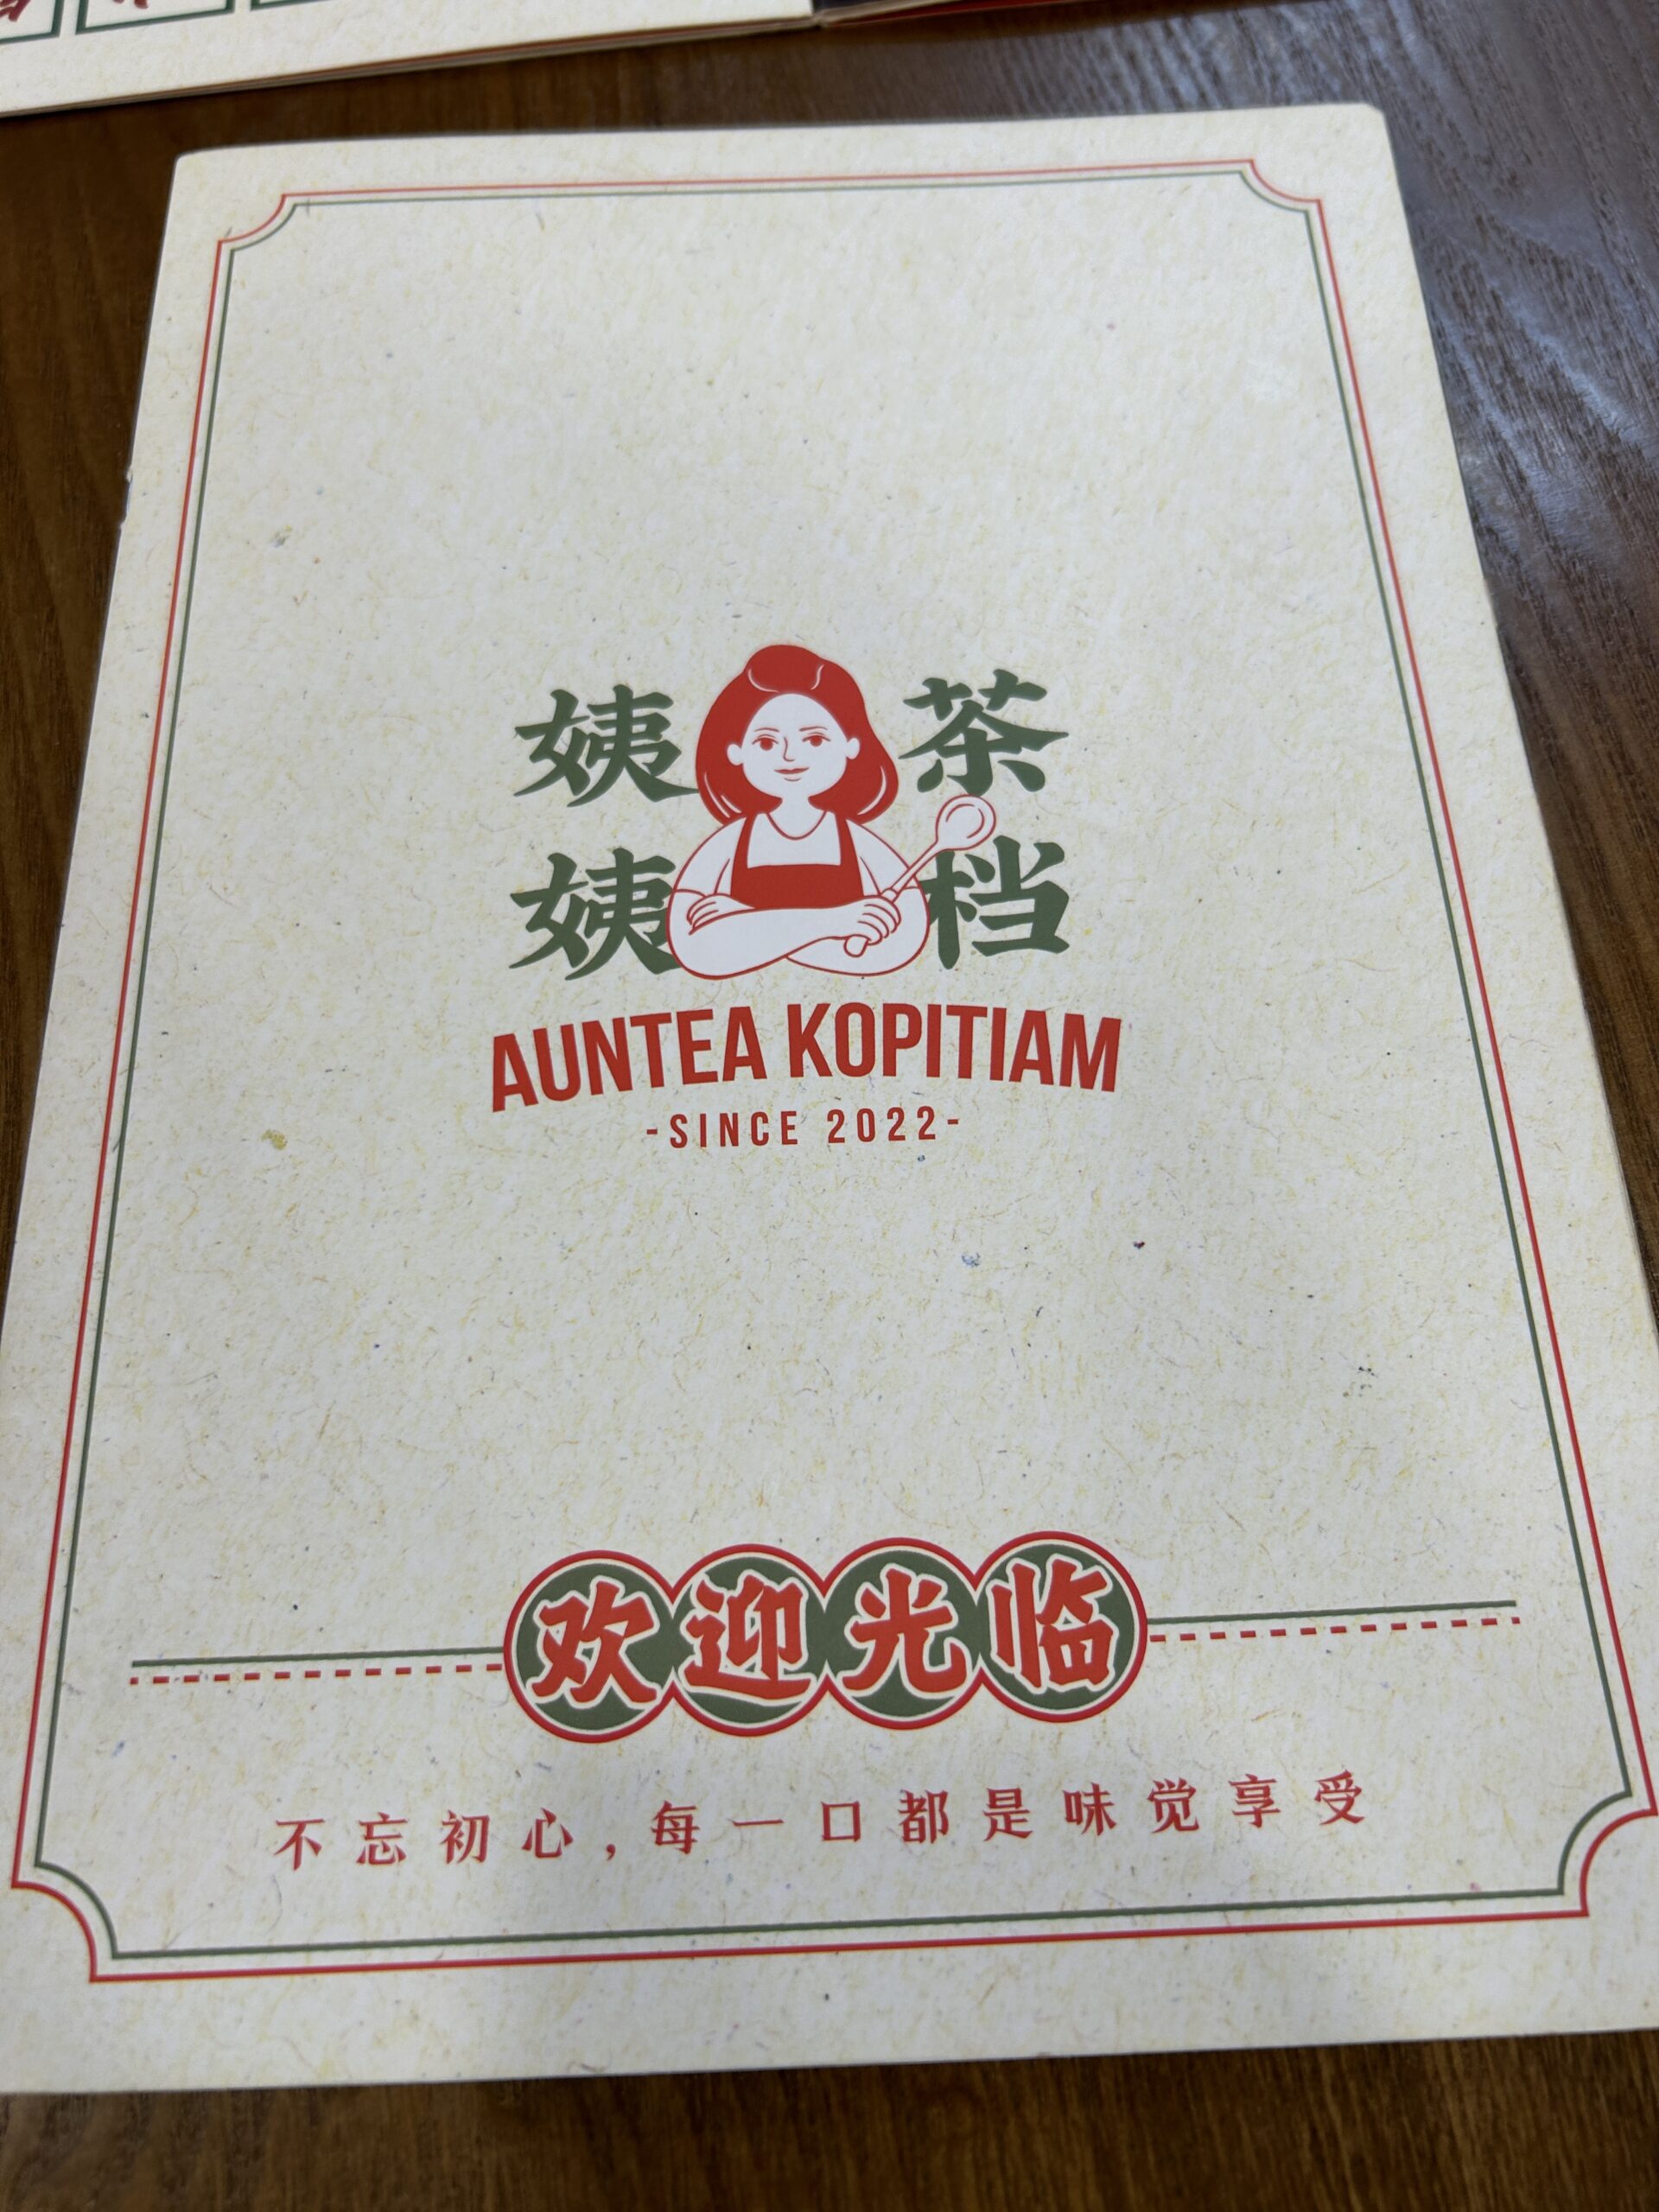 姨姨茶档
AUNTEA KOPITIAM
-SINCE 2022-
欢迎光临
不忘初心,每一口都是味觉享受